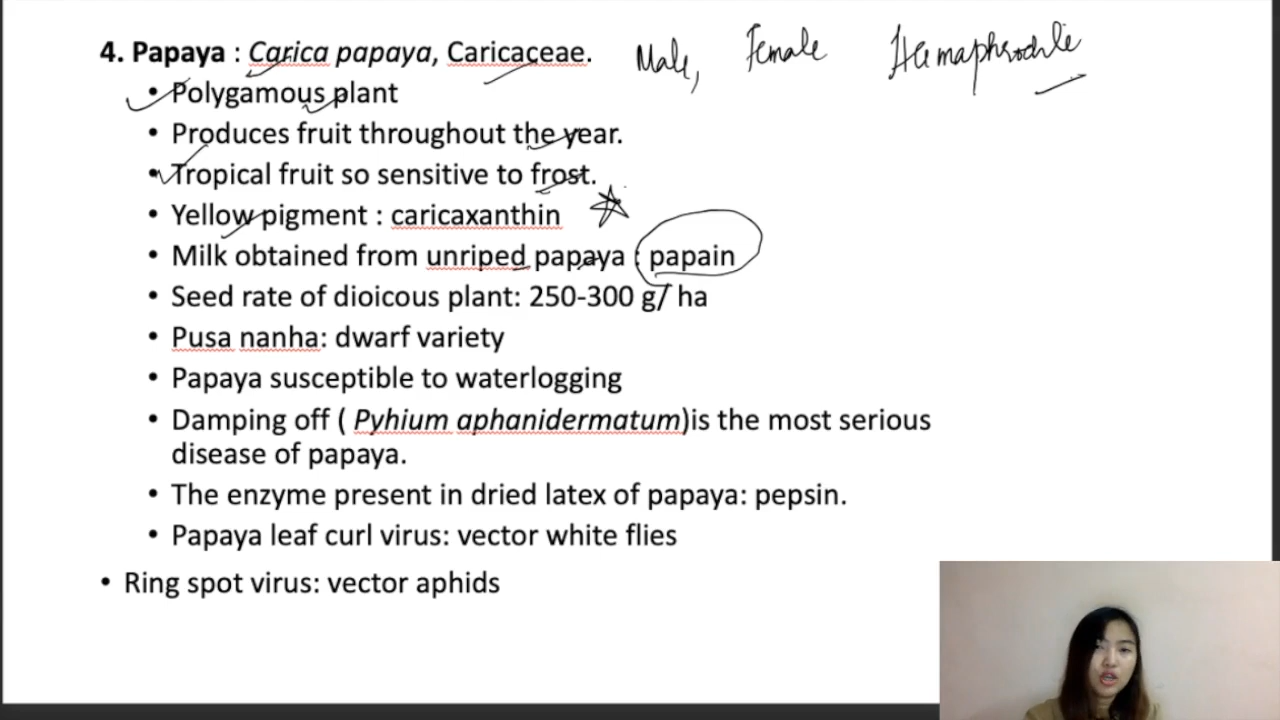 4. Papaya : Carica papaya, Caricaceae. Male, Female Hemaphrodile
• Polygamous plant
• Produces fruit throughout the year.
• Tropical fruit so sensitive to frost.
• Yellow pigment : caricaxanthin
• Milk obtained from unriped papaya : papain
• Seed rate of dioicous plant: 250-300 g/ ha
• Pusa nanha: dwarf variety
• Papaya susceptible to waterlogging
• Damping off ( Pyhium aphanidermatum)is the most serious
disease of papaya.
• The enzyme present in dried latex of papaya: pepsin.
• Papaya leaf curl virus: vector white flies
• Ring spot virus: vector aphids